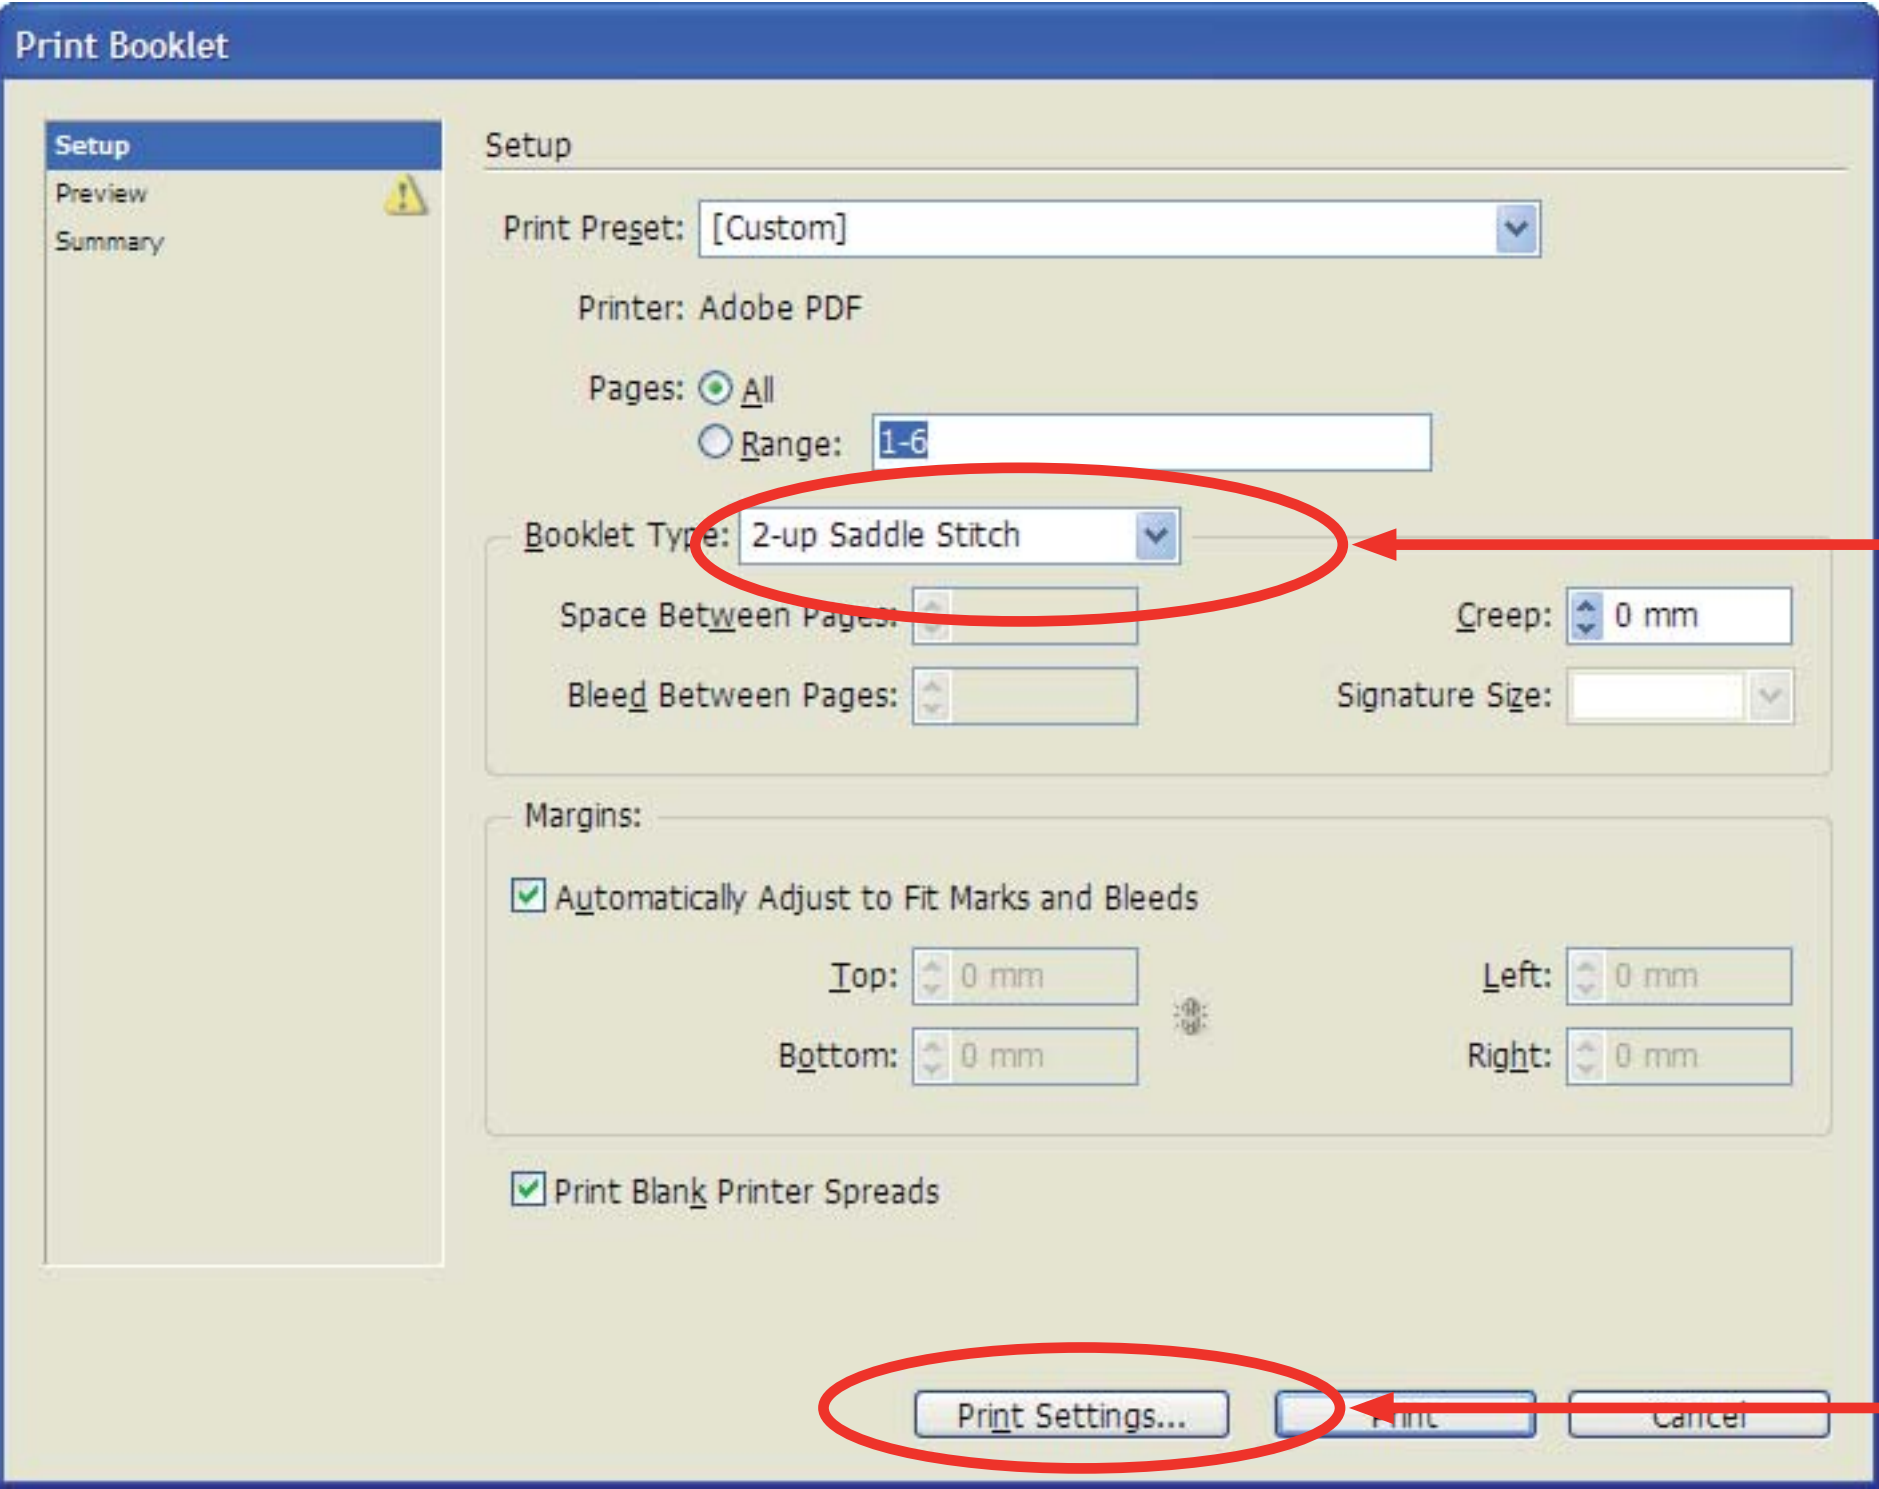 Print Booklet
Setup
Preview
Summary
Setup
Print Preset: [Custom]
Printer: Adobe PDF
Pages: All
Range: 1-6
Booklet Type: 2-up Saddle Stitch
Space Between Pages:
Creep: 0 mm
Bleed Between Pages:
Signature Size:
Margins:
Automatically Adjust to Fit Marks and Bleeds
Top: 0 mm
Left: 0 mm
Bottom: 0 mm
Right: 0 mm
Print Blank Printer Spreads
Print Settings...
Print
Cancel